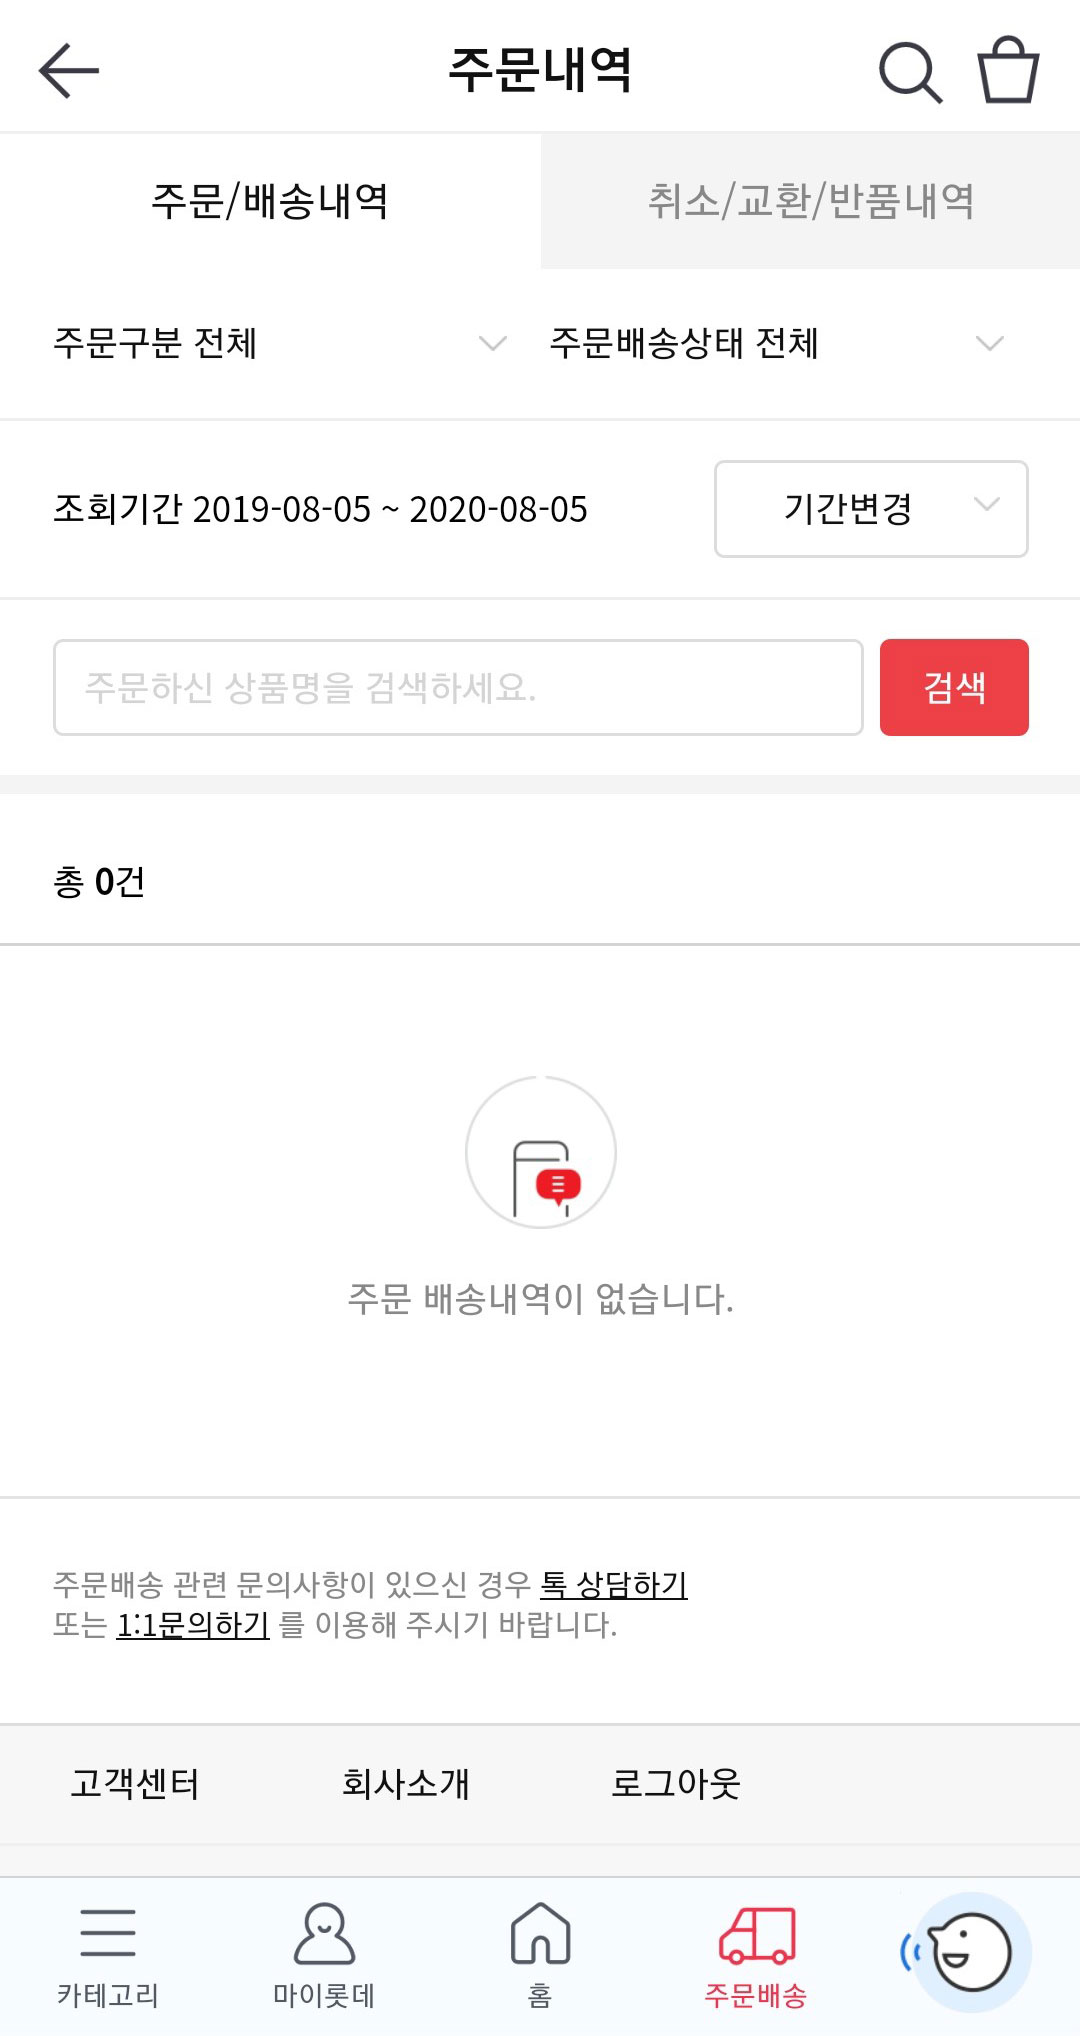 주문내역
주문/배송내역
취소/교환/반품내역
주문구분 전체
주문배송상태 전체
조회기간 2019-08-05 ~ 2020-08-05
기간변경
주문하신 상품명을 검색하세요.
검색
총 0건
주문 배송내역이 없습니다.
주문배송 관련 문의사항이 있으신 경우 톡 상담하기
또는 1:1문의하기 를 이용해 주시기 바랍니다.
고객센터
회사소개
로그아웃
카테고리
마이롯데
홈
주문배송